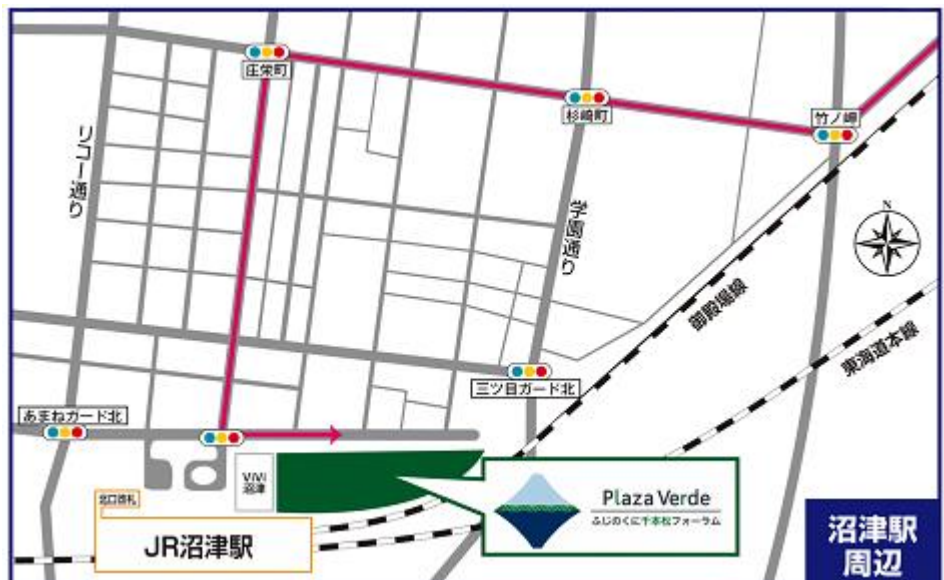 庄栄町
杉崎町
竹ノ岬
リコー通り
学園通り
N
御殿場線
東海道本線
三ツ目ガード北
あまねガード北
ViVi
沼津
北口改札
JR沼津駅
Plaza Verde
ふじのくに千本松フォーラム
沼津駅
周辺